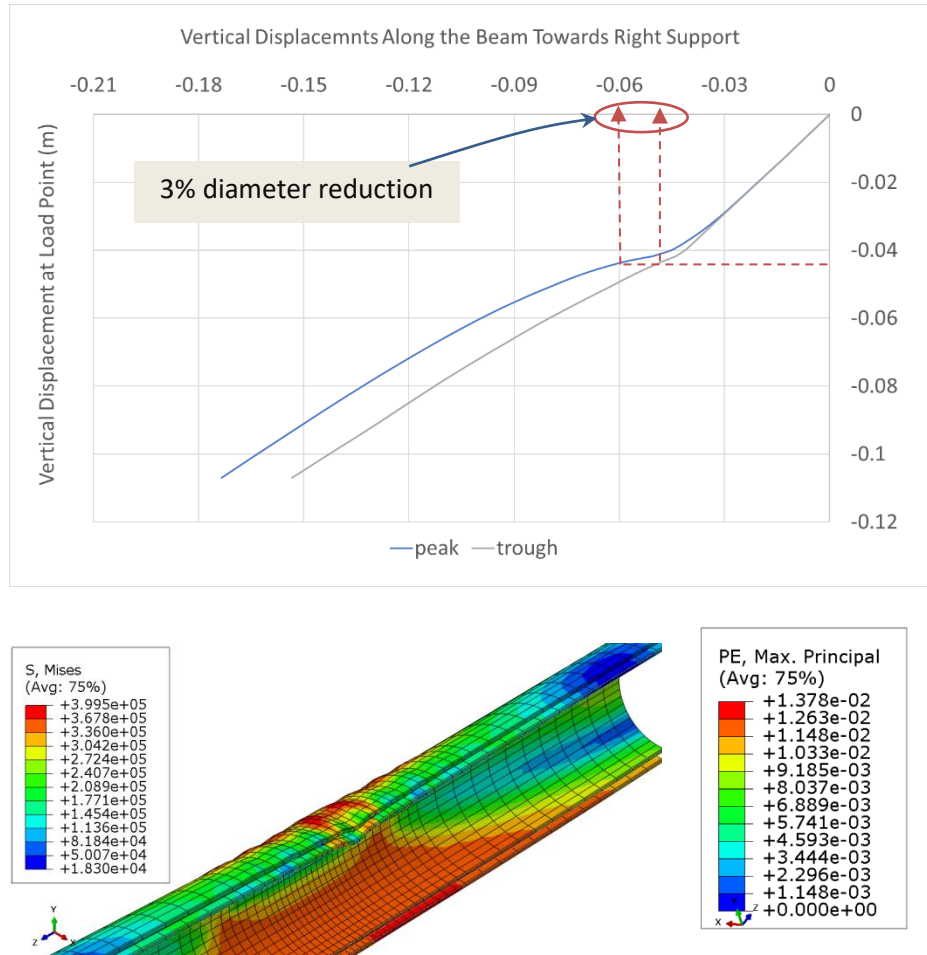 Vertical Displacemnts Along the Beam Towards Right Support
-0.21 -0.18 -0.15 -0.12 -0.09 -0.06 -0.03 0
0
-0.02
-0.04
-0.06
-0.08
-0.1
-0.12
Vertical Displacement at Load Point (m)
3% diameter reduction
peak trough
S, Mises
(Avg: 75%)
+3.995e+05
+3.678e+05
+3.360e+05
+3.042e+05
+2.724e+05
+2.407e+05
+2.089e+05
+1.771e+05
+1.454e+05
+1.136e+05
+8.184e+04
+5.007e+04
+1.830e+04
Y
Z X
PE, Max. Principal
(Avg: 75%)
+1.378e-02
+1.263e-02
+1.148e-02
+1.033e-02
+9.185e-03
+8.037e-03
+6.889e-03
+5.741e-03
+4.593e-03
+3.444e-03
+2.296e-03
+1.148e-03
+0.000e+00
Y Z
X